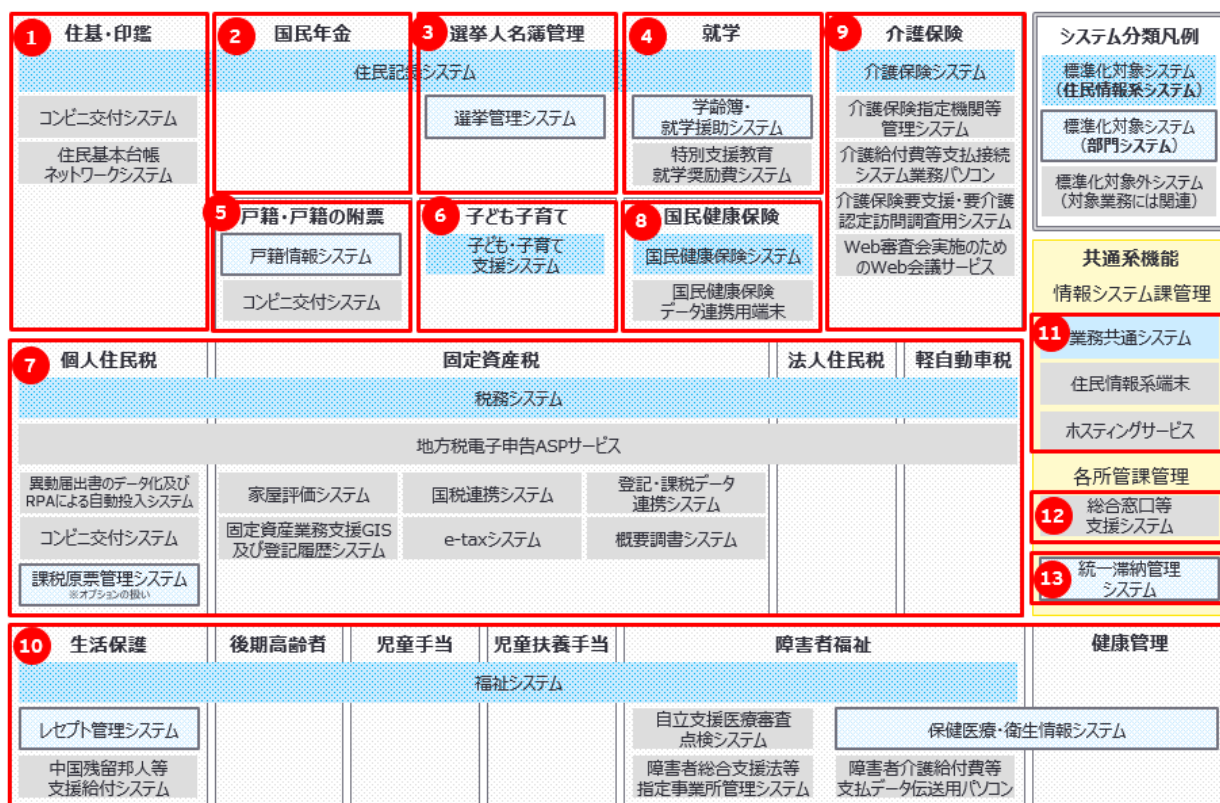 1
住基・印鑑
2
国民年金
3
選挙人名簿管理
4
就学
住民記録システム
コンビニ交付システム
住民基本台帳
ネットワークシステム
選挙管理システム
学齢簿・
就学援助システム
特別支援教育
就学奨励費システム
5
戸籍・戸籍の附票
戸籍情報システム
コンビニ交付システム
6
子ども子育て
子ども・子育て
支援システム
8
国民健康保険
国民健康保険システム
国民健康保険
データ連携用端末
9
介護保険
介護保険システム
介護保険指定機関等
管理システム
介護給付費等支払接続
システム業務パソコン
介護保険要支援・要介護
認定訪問調査用システム
Web審査会実施のため
のWeb会議サービス
システム分類凡例
標準化対象システム
（住民情報系システム）
標準化対象システム
（部門システム）
標準化対象外システム
（対象業務には関連）
共通系機能
情報システム課管理
11
業務共通システム
住民情報系端末
ホスティングサービス
各所管課管理
12
総合窓口等
支援システム
13
統一滞納管理
システム
7
個人住民税
固定資産税
法人住民税
軽自動車税
税務システム
地方税電子申告ASPサービス
異動届出書のデータ化及び
RPAによる自動投入システム
コンビニ交付システム
課税原票管理システム
※オプションの扱い
家屋評価システム
国税連携システム
登記・課税データ
連携システム
固定資産業務支援GIS
及び登記履歴システム
e-taxシステム
概要調書システム
10
生活保護
後期高齢者
児童手当
児童扶養手当
障害者福祉
健康管理
福祉システム
レセプト管理システム
中国残留邦人等
支援給付システム
自立支援医療審査
点検システム
保健医療・衛生情報システム
障害者総合支援法等
指定事業所管理システム
障害者介護給付費等
支払データ伝送用パソコン